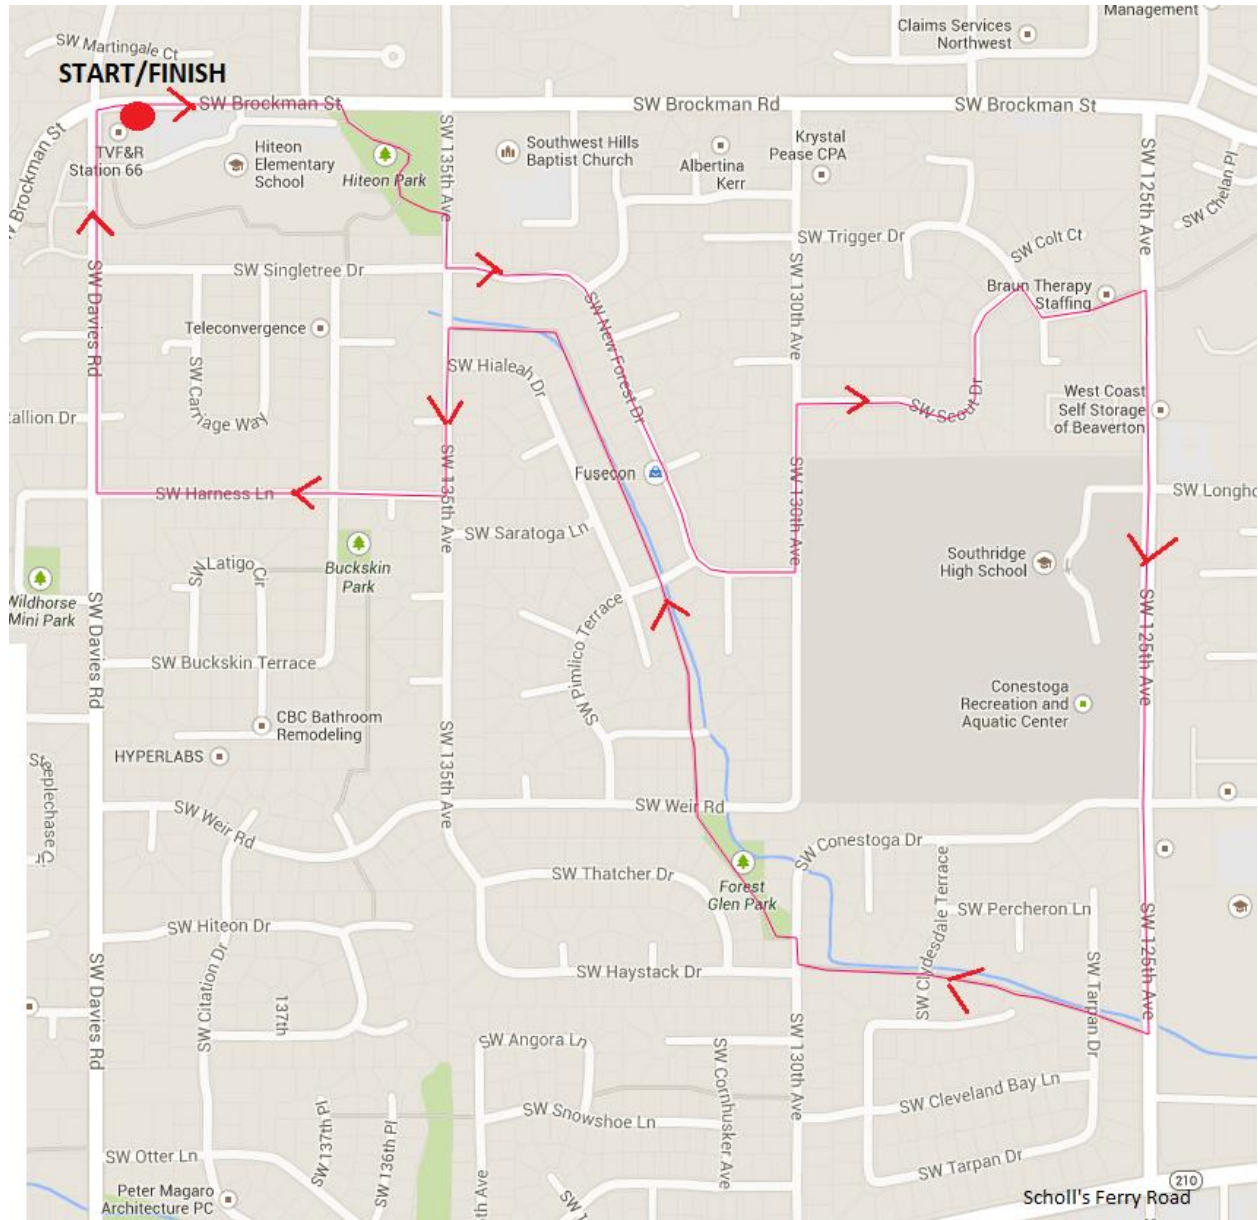 Management
Claims Services
Northwest
SW Martingale Ct
START/FINISH
SW Brockman St
SW Brockman Rd
SW Brockman St
W Brockman St
TVF&R
Station 66
Hiteon
Elementary
School
Hiteon Park
SW 135th Ave
Southwest Hills
Baptist Church
Albertina
Kerr
Krystal
Pease CPA
SW 125th Ave
SW Chelan Pl
SW Trigger Dr
SW Colt Ct
SW Singletree Dr
SW Davies Rd
SW 130th Ave
Braun Therapy
Staffing
Teleconvergence
SW New Forest Dr
SW Hialeah Dr
SW Carriage Way
SW Scout Dr
West Coast
Self Storage
of Beaverton
tallion Dr
Fusecon
SW Harness Ln
SW 135th Ave
SW 130th Ave
SW Longho
SW Saratoga Ln
Buckskin
Park
SW Latigo Cir
Southridge
High School
Wildhorse
Mini Park
SW Davies Rd
SW Pimlico Terrace
SW 125th Ave
SW Buckskin Terrace
Conestoga
Recreation and
Aquatic Center
CBC Bathroom
Remodeling
HYPERLABS
SW 135th Ave
Steeplechase Cir
SW Weir Rd
SW Weir Rd
SW Conestoga Dr
SW Thatcher Dr
Forest
Glen Park
SW Clydesdale Terrace
SW Percheron Ln
SW 125th Ave
SW Hiteon Dr
SW Citation Dr
SW Haystack Dr
SW Davies Rd
137th
SW Tarpan Dr
SW 130th Ave
SW Angora Ln
SW Cornhusker Ave
SW Cleveland Bay Ln
SW Snowshoe Ln
SW 137th Pl
SW 136th Pl
SW Otter Ln
SW Tarpan Dr
Peter Magaro
Architecture PC
th Ave
210
Scholl's Ferry Road